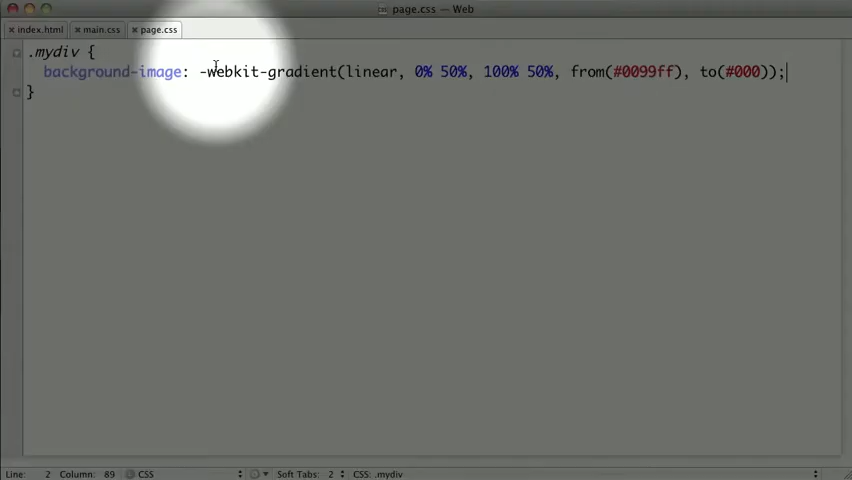 page.css — Web
index.html main.css page.css
.mydiv {
background-image: -webkit-gradient(linear, 0% 50%, 100% 50%, from(#0099ff), to(#000));
}
Line: 2 Column: 89 CSS Soft Tabs: 2 CSS: .mydiv